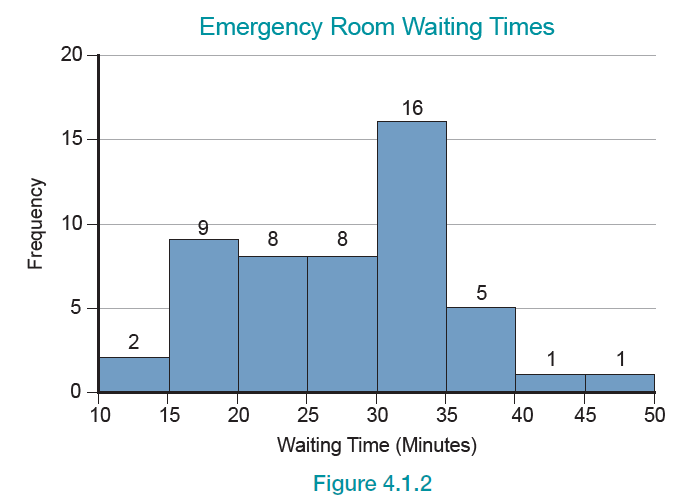 Emergency Room Waiting Times
20
15
10
5
0
Frequency
2
9
8
8
16
5
1
1
10 15 20 25 30 35 40 45 50
Waiting Time (Minutes)
Figure 4.1.2